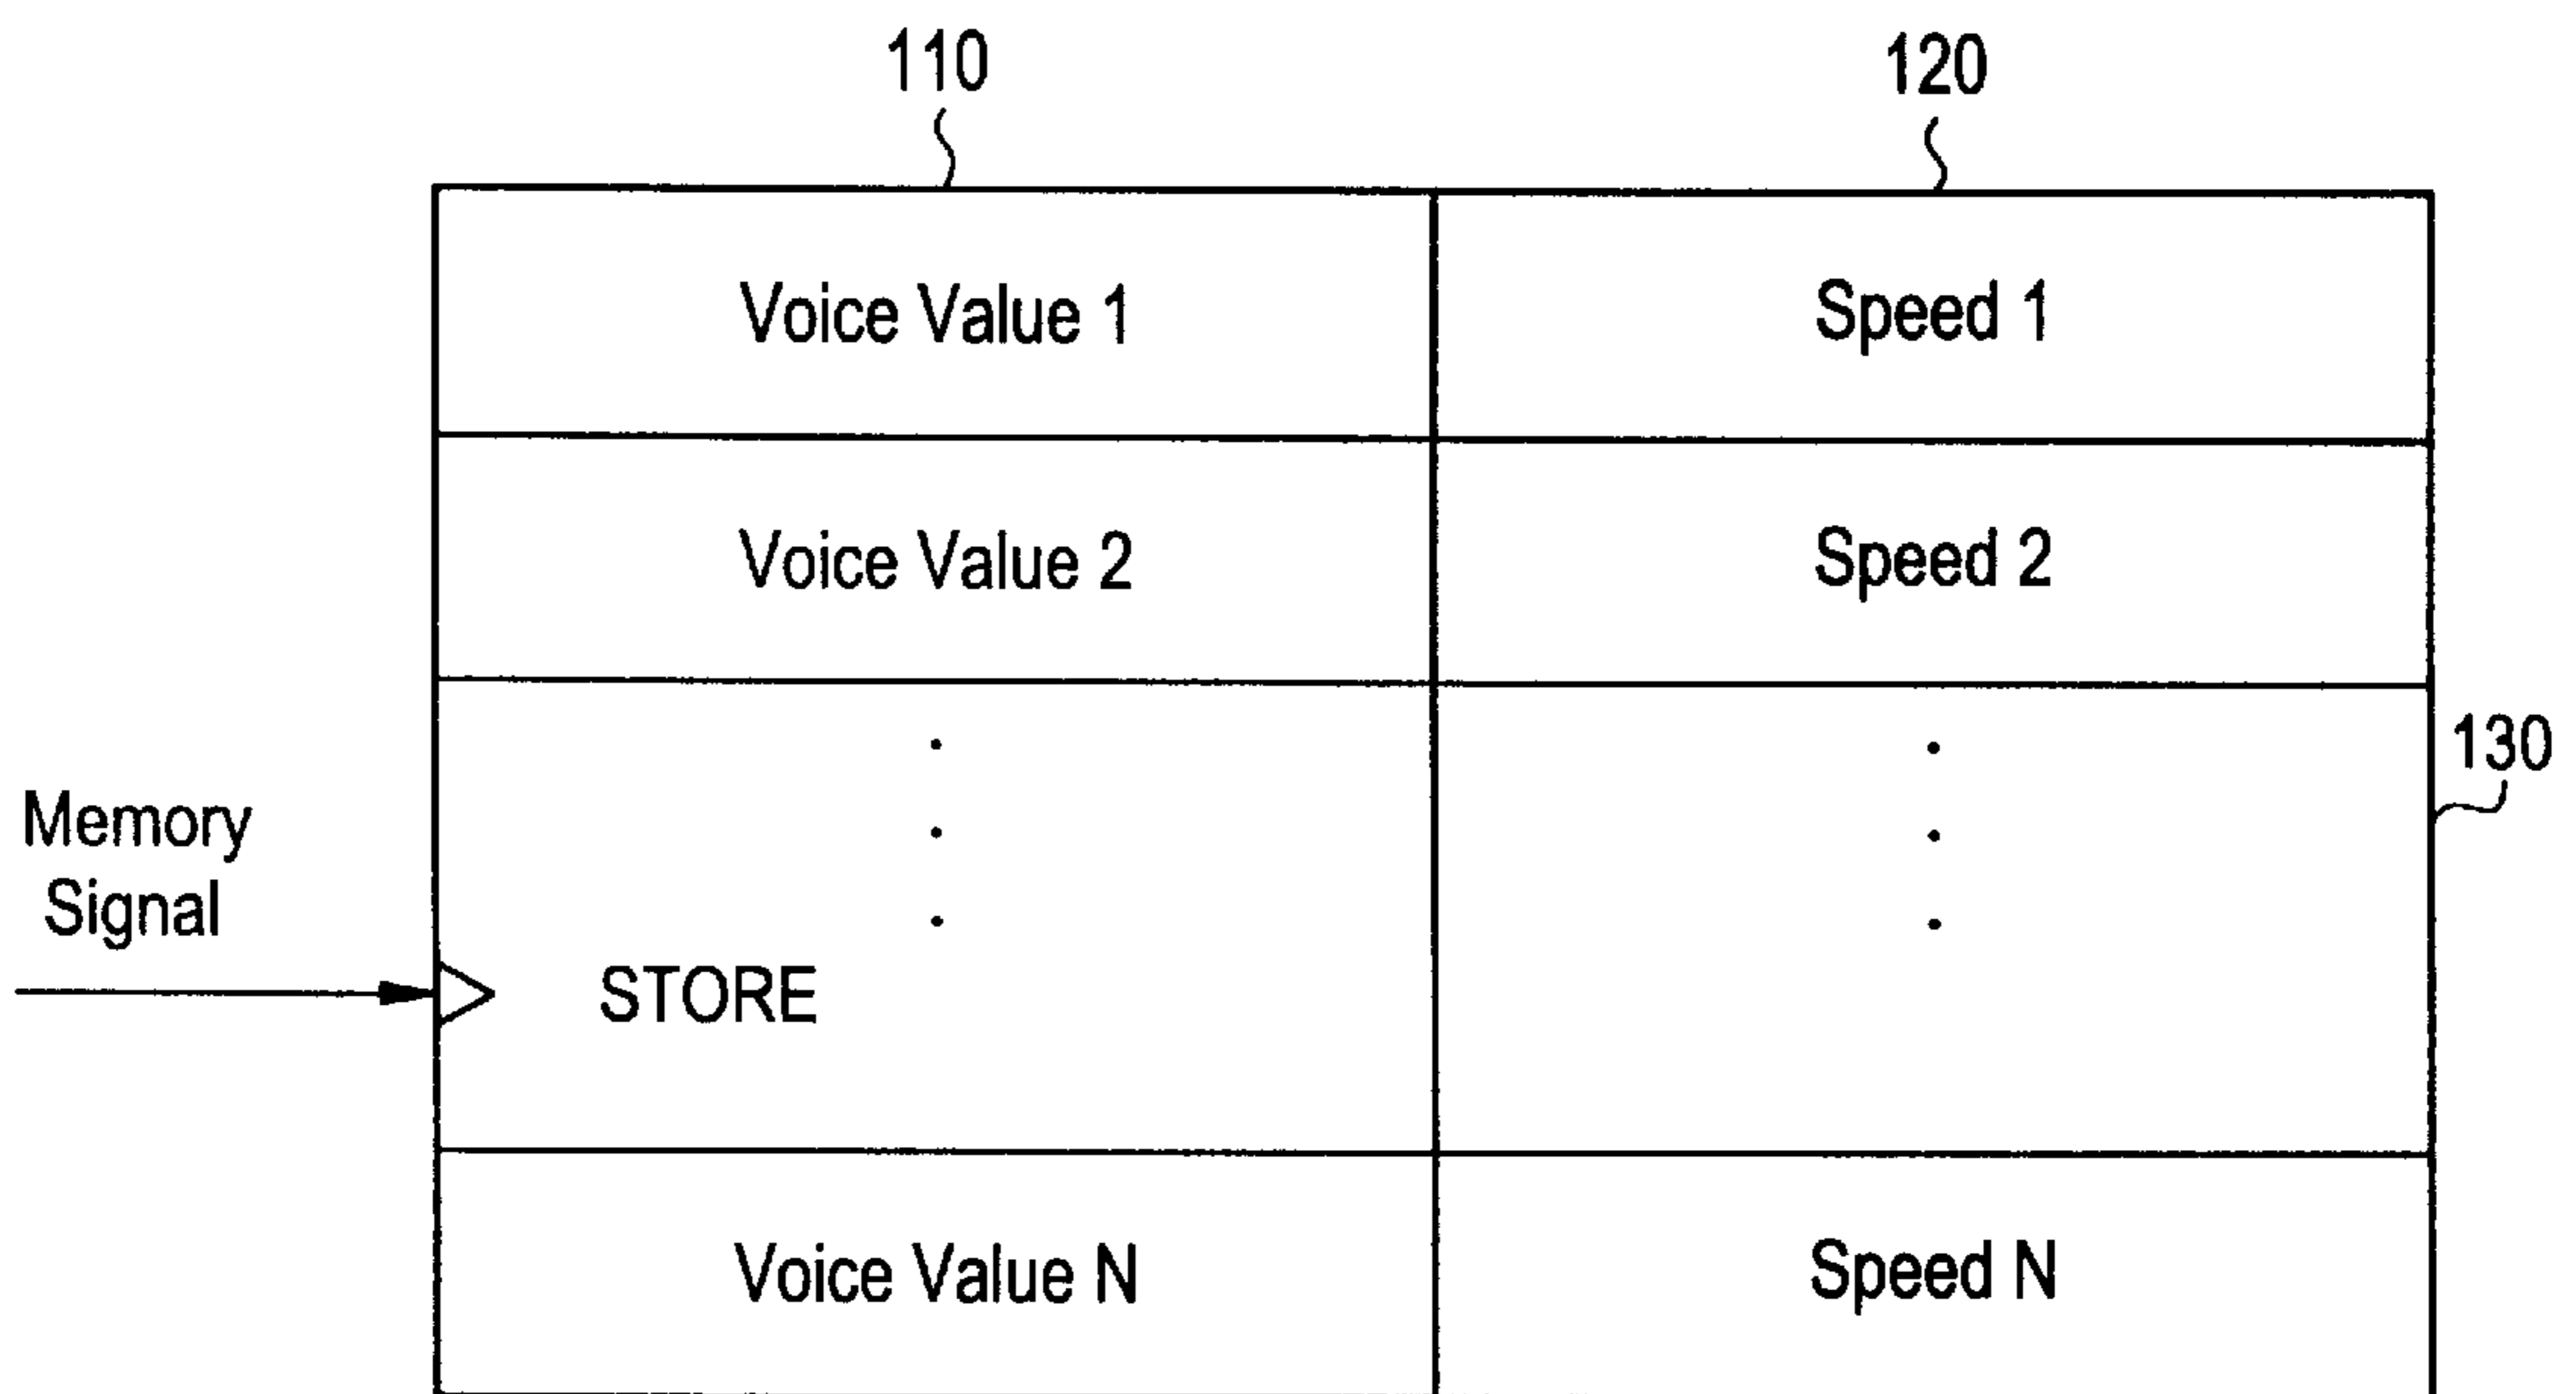 110
120
Voice Value 1
Speed 1
Voice Value 2
Speed 2
130
Memory
Signal
STORE
Voice Value N
Speed N